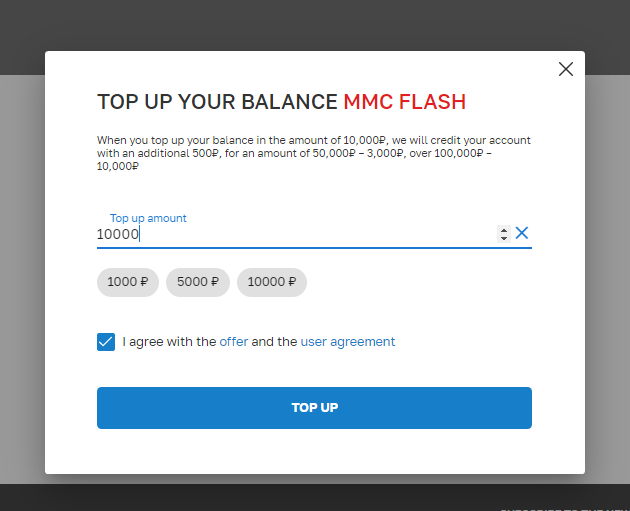 TOP UP YOUR BALANCE MMC FLASH
When you top up your balance in the amount of 10,000₽, we will credit your account
with an additional 500₽, for an amount of 50,000₽ – 3,000₽, over 100,000₽ –
10,000₽
Top up amount
10000
1000 ₽ 5000 ₽ 10000 ₽
I agree with the offer and the user agreement
TOP UP